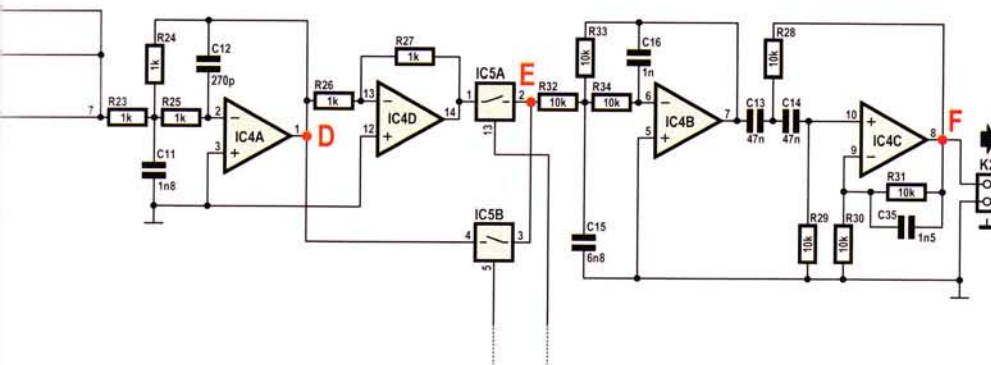 R24
1k
C12
270p
7
R23
1k
R25
1k
2
3
IC4A
1
D
C11
1n8
R26
1k
R27
1k
13
12
IC4D
14
IC5A
1
2
13
E
IC5B
4
3
5
R32
10k
R33
10k
R34
10k
C16
1n
6
5
IC4B
7
C15
6n8
C13
47n
C14
47n
R28
10k
10
9
IC4C
8
F
R31
10k
C35
1n5
R29
10k
R30
10k
K2